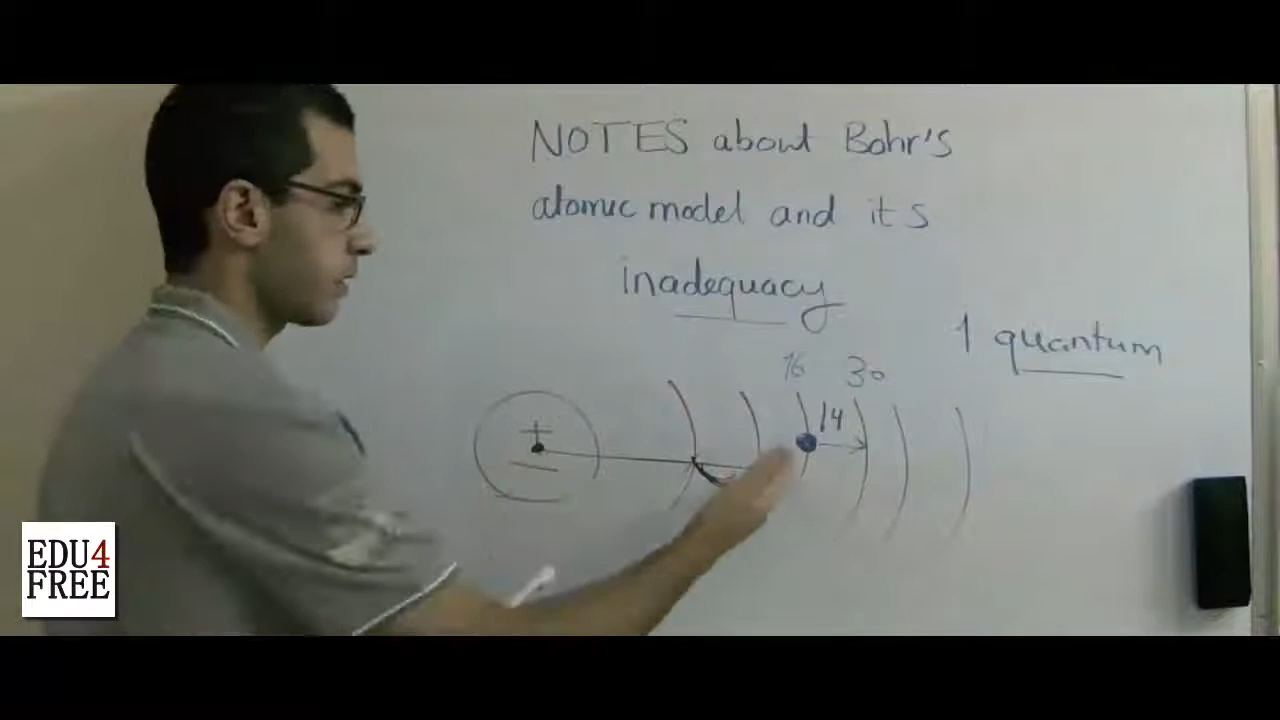 NOTES about Bohr's
atomic model and its
inadequacy
1 quantum
16 30
14
+
EDU4
FREE